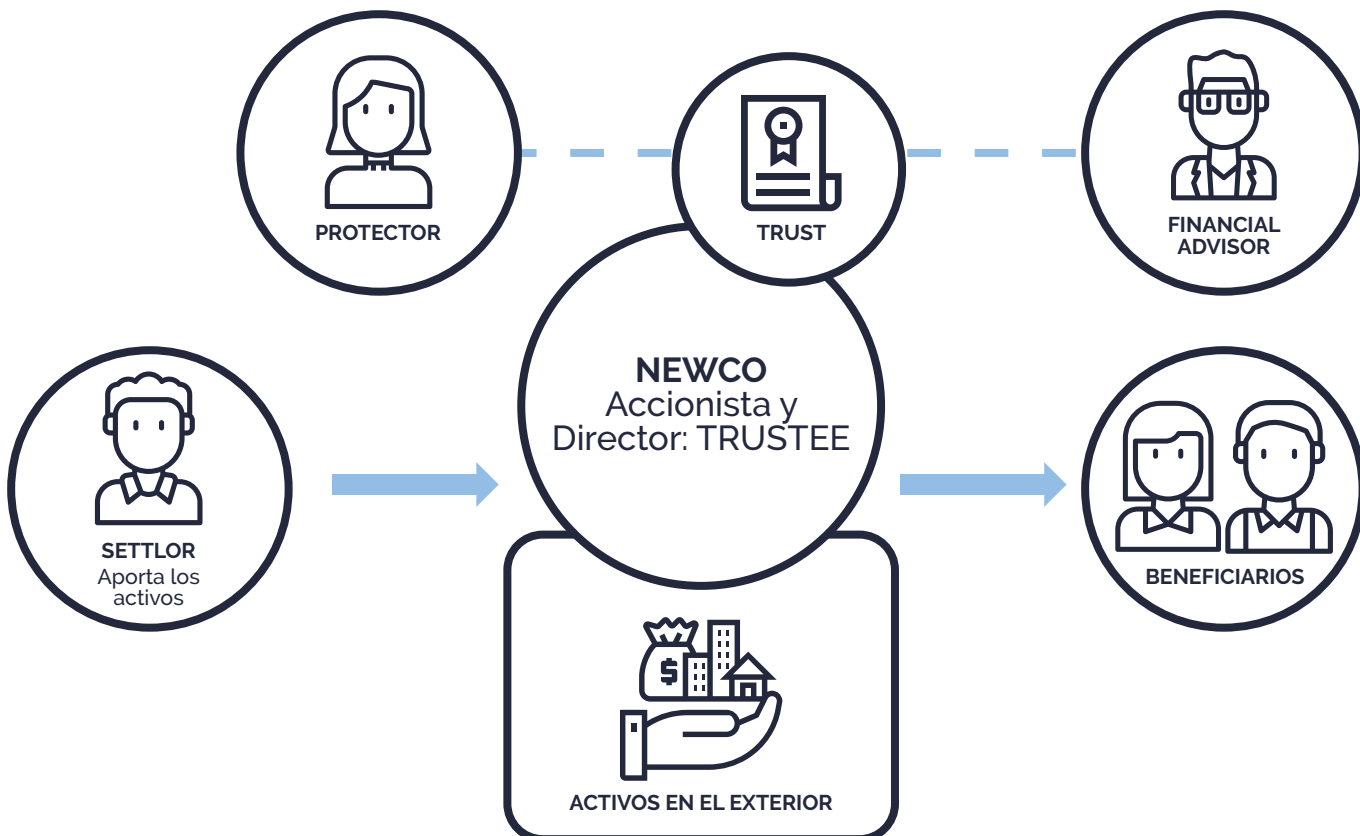 PROTECTOR
TRUST
FINANCIAL
ADVISOR
NEWCO
Accionista y
Director: TRUSTEE
SETTLOR
Aporta los
activos
BENEFICIARIOS
$
ACTIVOS EN EL EXTERIOR